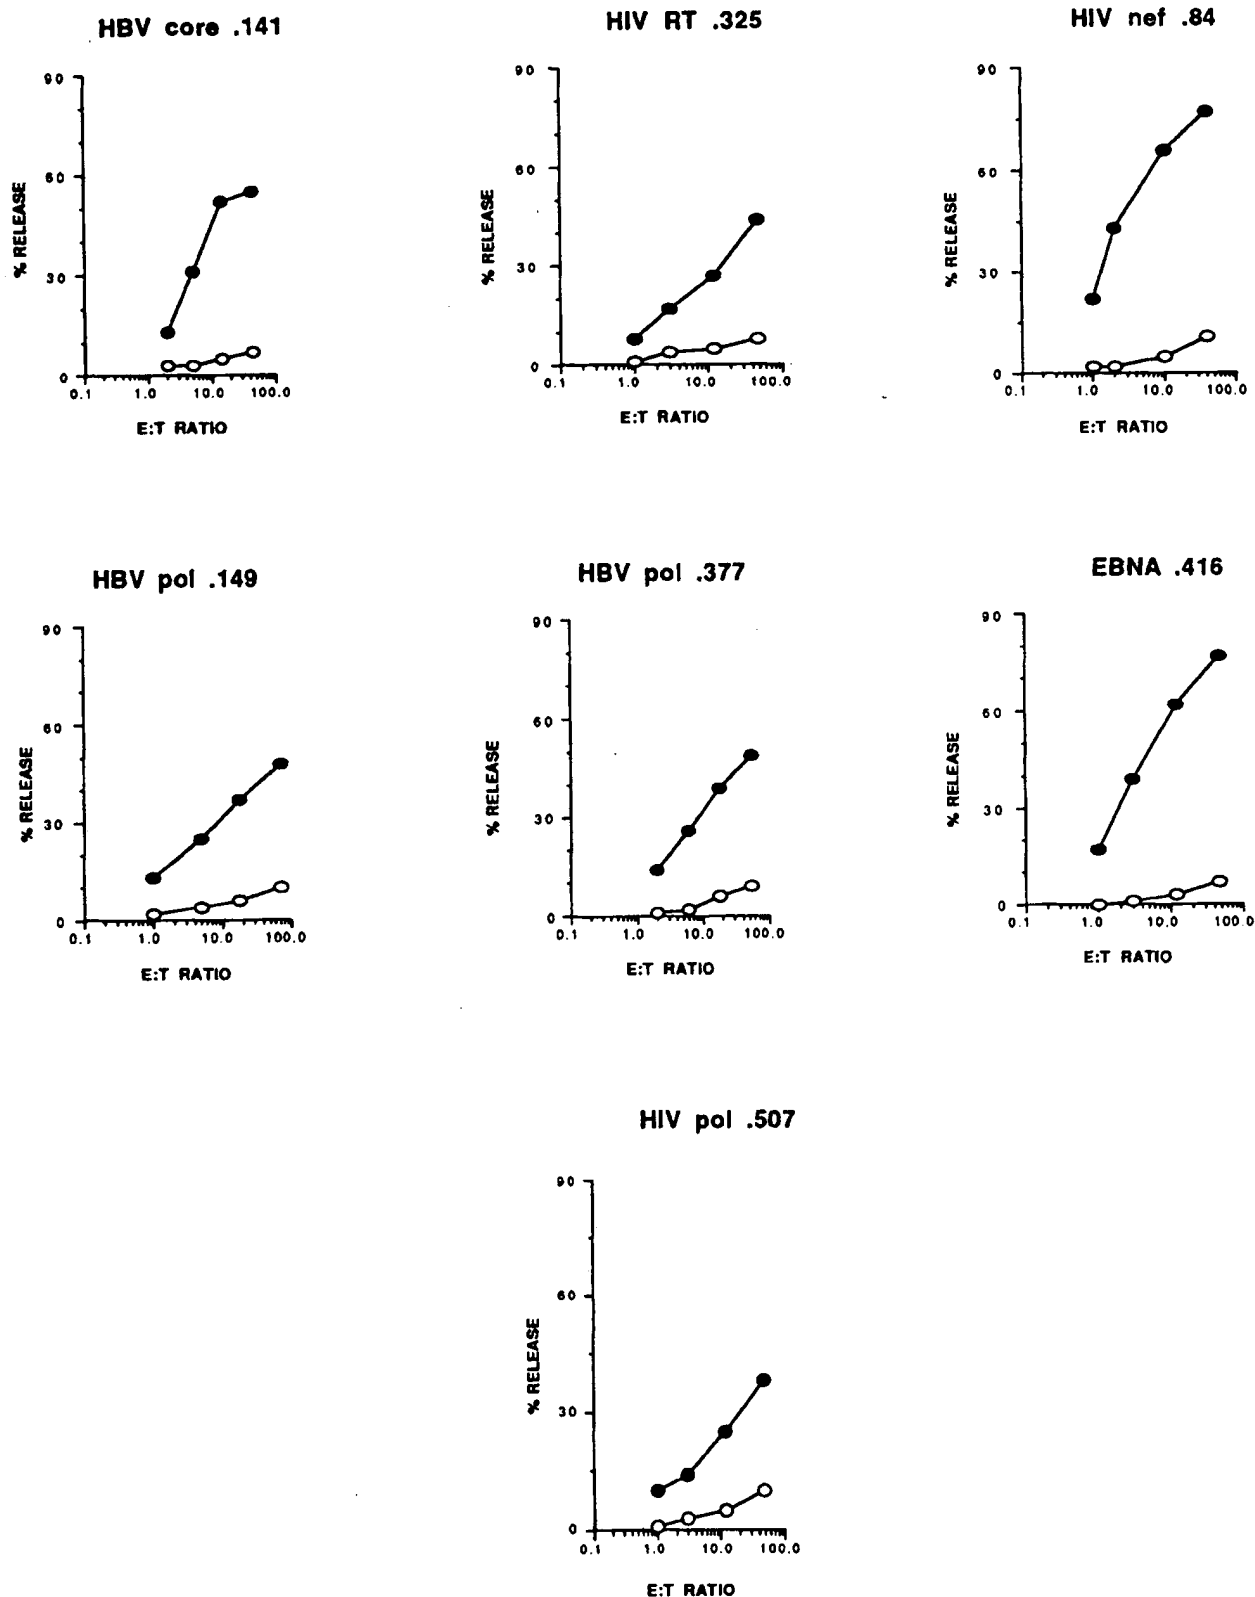 HBV core .141
90
60
30
0
% RELEASE
0.1 1.0 10.0 100.0
E:T RATIO
HIV RT .325
90
60
30
0
% RELEASE
0.1 1.0 10.0 100.0
E:T RATIO
HIV nef .84
90
60
30
0
% RELEASE
0.1 1.0 10.0 100.0
E:T RATIO
HBV pol .149
90
60
30
0
% RELEASE
0.1 1.0 10.0 100.0
E:T RATIO
HBV pol .377
90
60
30
0
% RELEASE
0.1 1.0 10.0 100.0
E:T RATIO
EBNA .416
90
60
30
0
% RELEASE
0.1 1.0 10.0 100.0
E:T RATIO
HIV pol .507
90
60
30
0
% RELEASE
0.1 1.0 10.0 100.0
E:T RATIO